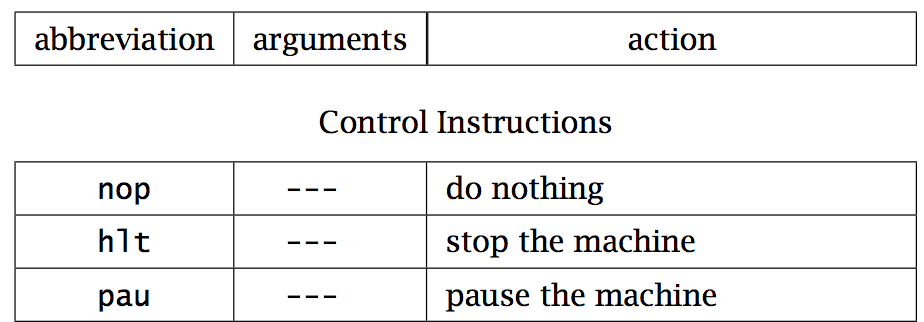 abbreviation arguments action
Control Instructions
nop --- do nothing
hlt --- stop the machine
pau --- pause the machine